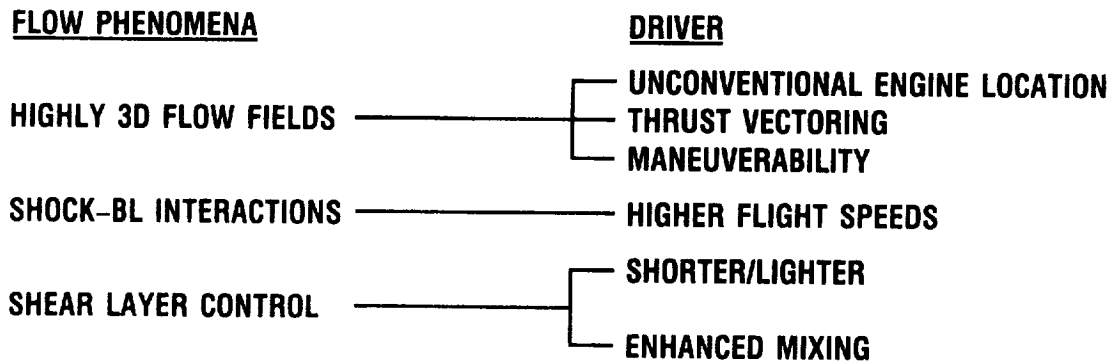 FLOW PHENOMENA
DRIVER
HIGHLY 3D FLOW FIELDS
UNCONVENTIONAL ENGINE LOCATION
THRUST VECTORING
MANEUVERABILITY
SHOCK–BL INTERACTIONS
HIGHER FLIGHT SPEEDS
SHEAR LAYER CONTROL
SHORTER/LIGHTER
ENHANCED MIXING